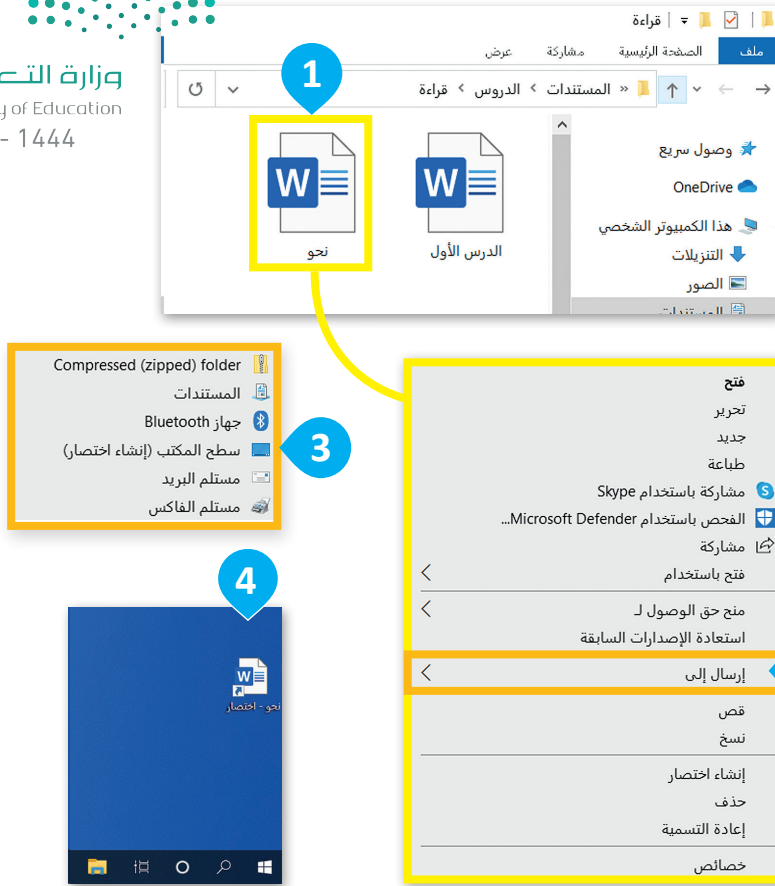 قراءة
ملف الصفحة الرئيسية مشاركة عرض
المستندات › الدروس › قراءة
وزارة
y of Education
- 1444
1
وصول سريع
OneDrive
هذا الكمبيوتر الشخصي
التنزيلات
الصور
المستندات
الدرس الأول
نحو
فتح
تحرير
جديد
طباعة
مشاركة باستخدام Skype
الفحص باستخدام Microsoft Defender...
مشاركة
فتح باستخدام
منح حق الوصول لـ
استعادة الإصدارات السابقة
إرسال إلى
قص
نسخ
إنشاء اختصار
حذف
إعادة التسمية
خصائص
3
Compressed (zipped) folder
المستندات
جهاز Bluetooth
سطح المكتب (إنشاء اختصار)
مستلم البريد
مستلم الفاكس
4
نحو - اختصار